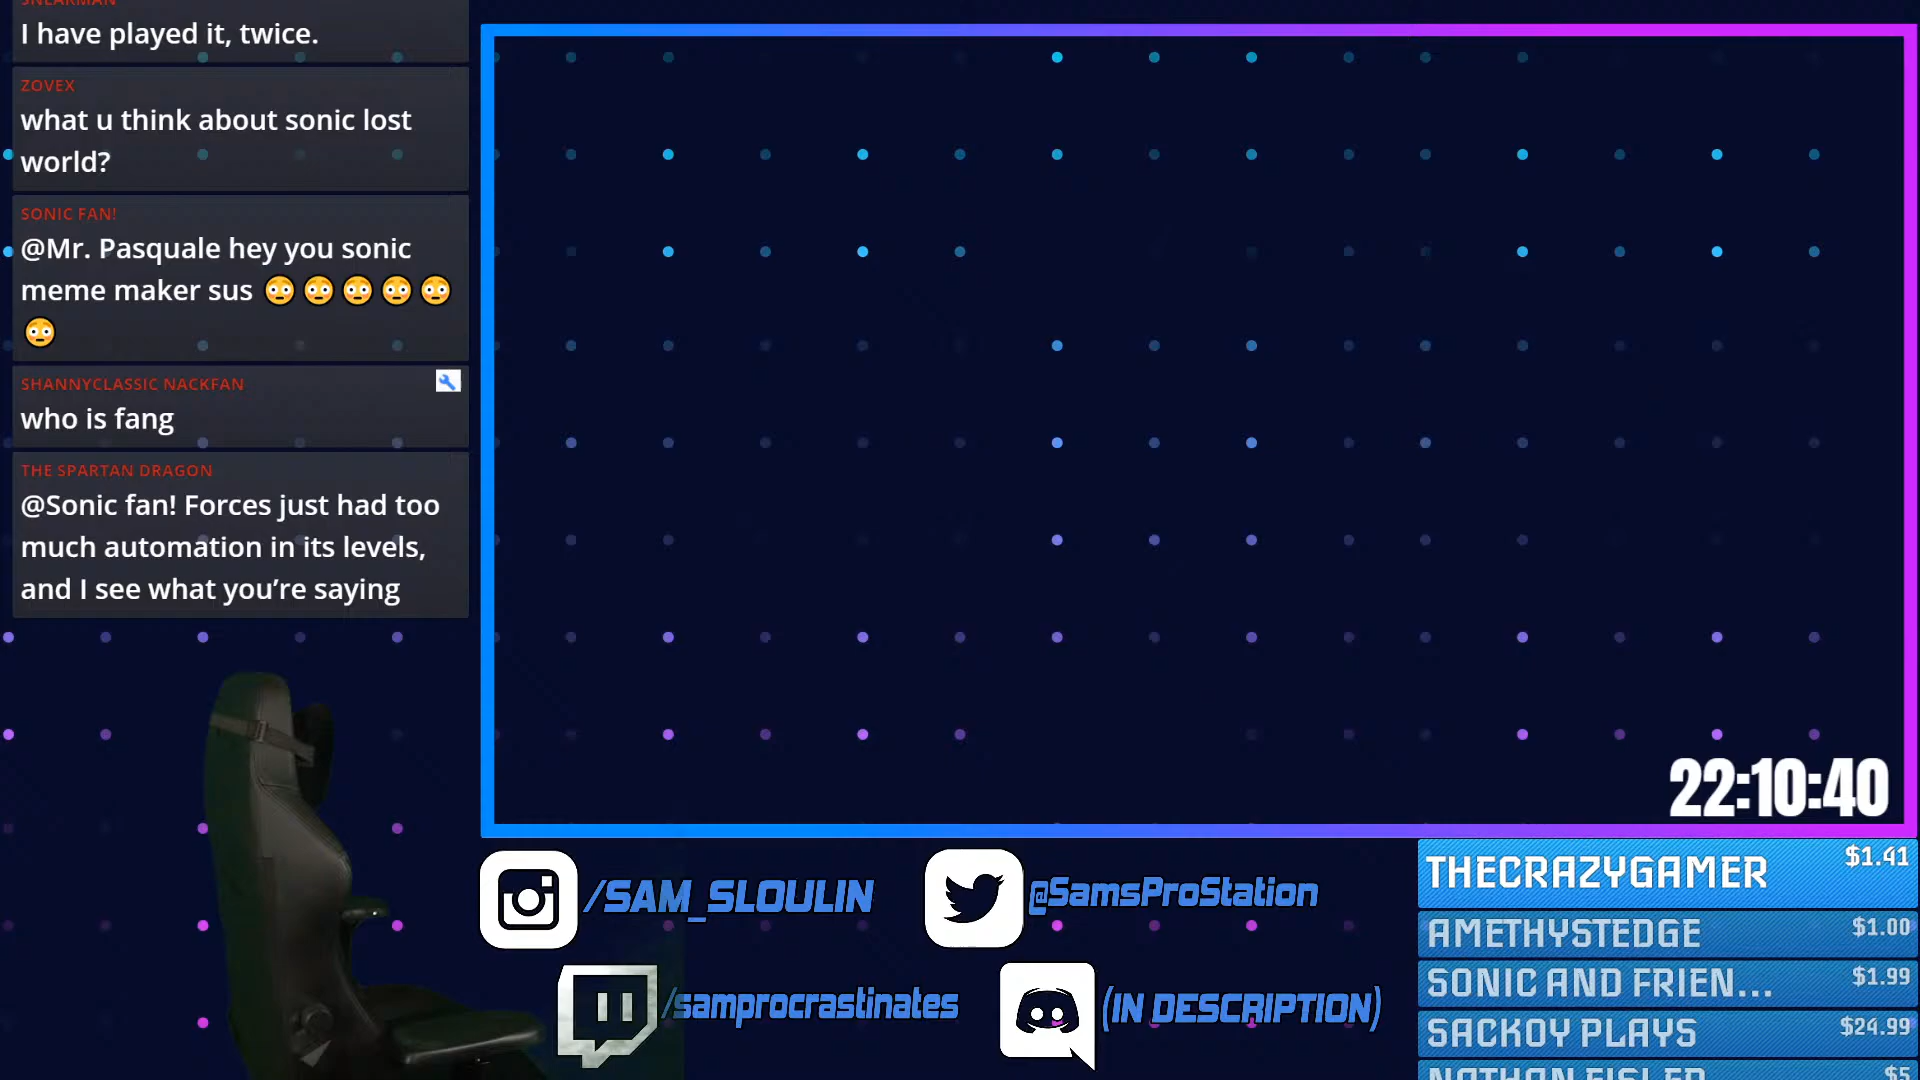 SNEAKMAN
I have played it, twice.
ZOVEX
what u think about sonic lost
world?
SONIC FAN!
@Mr. Pasquale hey you sonic
meme maker sus 😳😳😳😳😳
😳
SHANNYCLASSIC NACKFAN
who is fang
THE SPARTAN DRAGON
@Sonic fan! Forces just had too
much automation in its levels,
and I see what you’re saying
22:10:40
/SAM_SLOULIN
@SamsProStation
/samprocrastinates
(IN DESCRIPTION)
THECRAZYGAMER $1.41
AMETHYSTEDGE $1.00
SONIC AND FRIEN... $1.99
SACKOY PLAYS $24.99
NATHAN EISLER $5